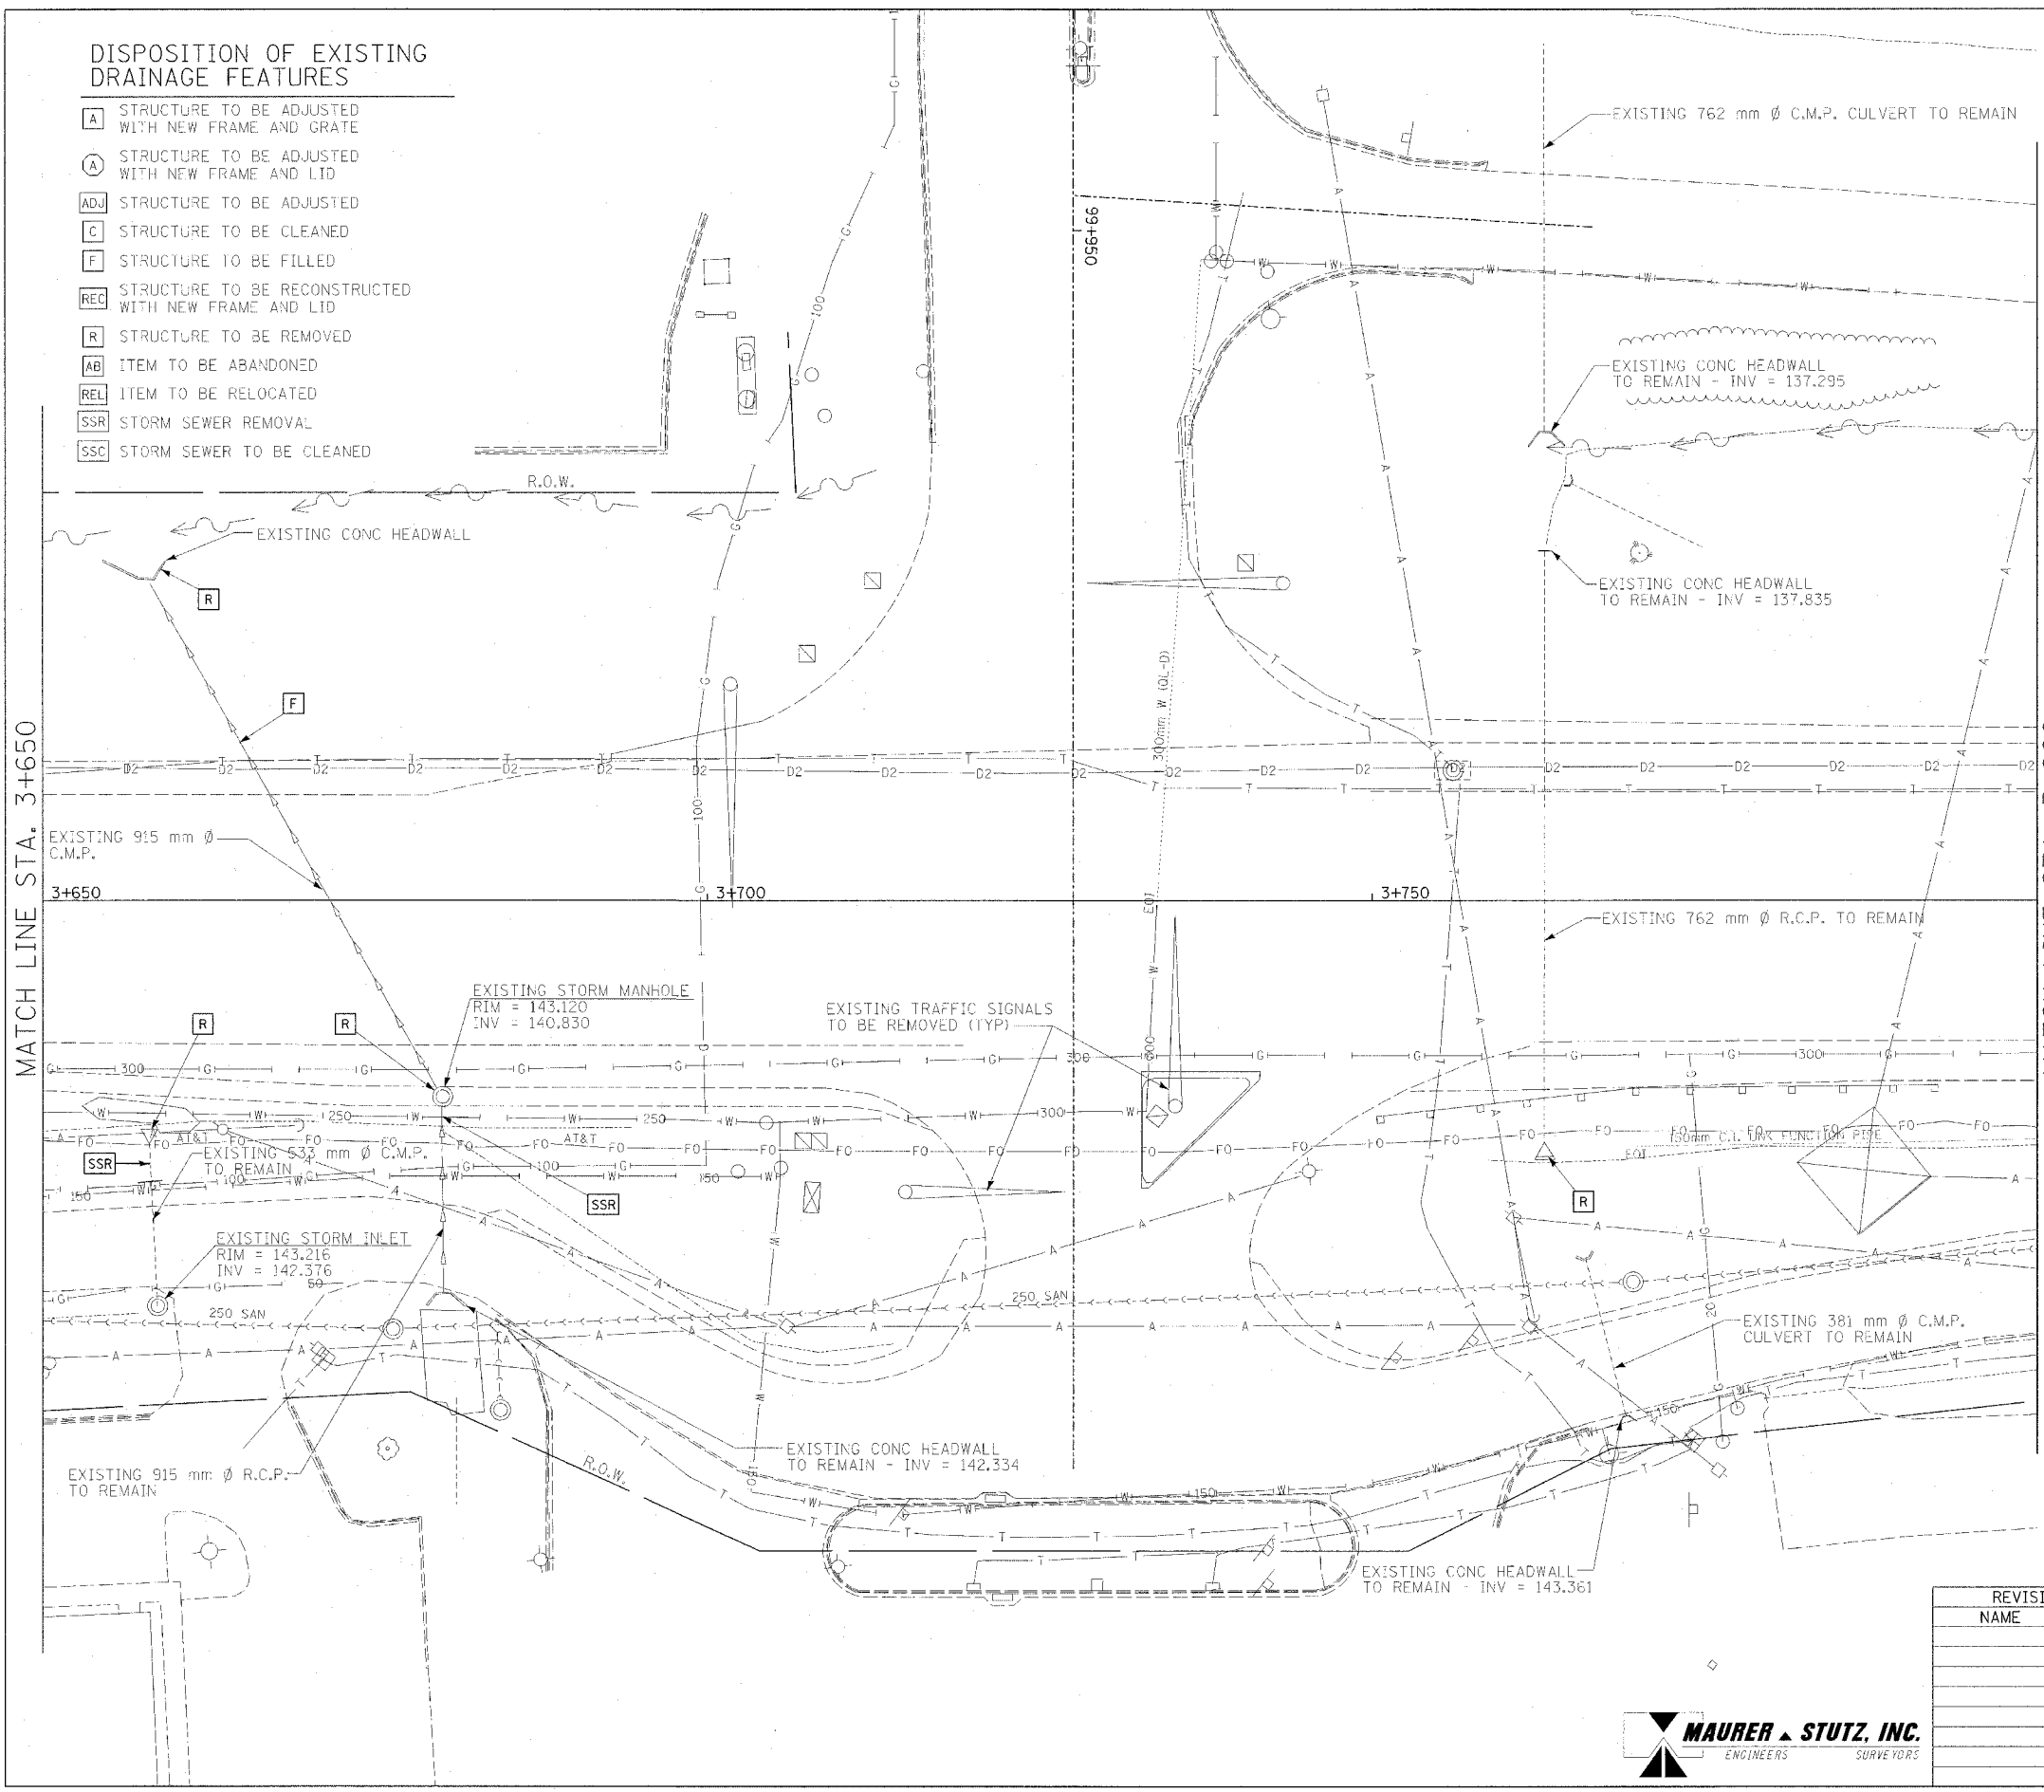 DISPOSITION OF EXISTING
DRAINAGE FEATURES
A STRUCTURE TO BE ADJUSTED
WITH NEW FRAME AND GRATE
A STRUCTURE TO BE ADJUSTED
WITH NEW FRAME AND LID
ADJ STRUCTURE TO BE ADJUSTED
C STRUCTURE TO BE CLEANED
F STRUCTURE TO BE FILLED
REC STRUCTURE TO BE RECONSTRUCTED
WITH NEW FRAME AND LID
R STRUCTURE TO BE REMOVED
AB ITEM TO BE ABANDONED
REL ITEM TO BE RELOCATED
SSR STORM SEWER REMOVAL
SSC STORM SEWER TO BE CLEANED
EXISTING 762 mm Ø C.M.P. CULVERT TO REMAIN
99+950
EXISTING CONC HEADWALL
TO REMAIN - INV = 137.295
R.O.W.
EXISTING CONC HEADWALL
R
EXISTING CONC HEADWALL
TO REMAIN - INV = 137.835
F
300mm W (QL-D)
MATCH LINE STA. 3+650
EXISTING 915 mm Ø
C.M.P.
3+650
3+700
3+750
EXISTING 762 mm Ø R.C.P. TO REMAIN
EXISTING STORM MANHOLE
RIM = 143.120
INV = 140.830
R
R
EXISTING TRAFFIC SIGNALS
TO BE REMOVED (TYP)
AT&T
AT&T
EXISTING 533 mm Ø C.M.P.
TO REMAIN
SSR
SSR
R
EXISTING STORM INLET
RIM = 143.216
INV = 142.376
250 SAN
250 SAN
EXISTING 381 mm Ø C.M.P.
CULVERT TO REMAIN
EXISTING CONC HEADWALL
TO REMAIN - INV = 142.334
EXISTING 915 mm Ø R.C.P.
TO REMAIN
R.O.W.
EXISTING CONC HEADWALL
TO REMAIN - INV = 143.361
REVISI
NAME
MAURER STUTZ, INC.
ENGINEERS SURVEYORS